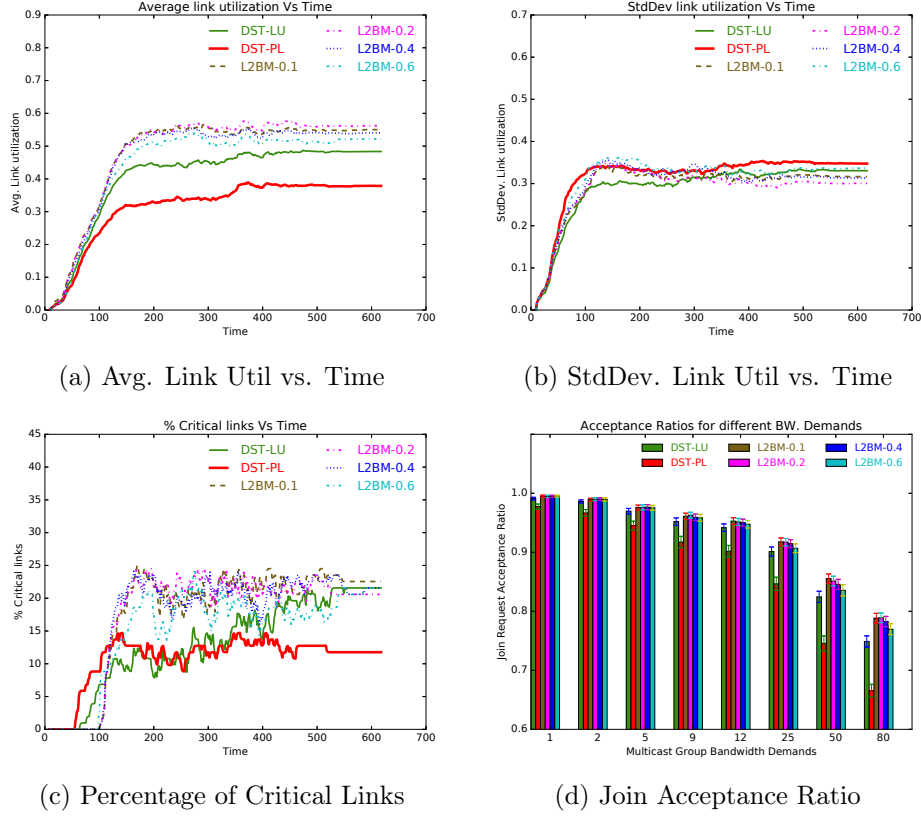 Average link utilization Vs Time
DST-LU
DST-PL
L2BM-0.1
L2BM-0.2
L2BM-0.4
L2BM-0.6
Avg. Link utilization
0.9
0.8
0.7
0.6
0.5
0.4
0.3
0.2
0.1
0.0
0 100 200 300 400 500 600 700
Time
(a) Avg. Link Util vs. Time
StdDev link utilization Vs Time
DST-LU
DST-PL
L2BM-0.1
L2BM-0.2
L2BM-0.4
L2BM-0.6
StdDev. Link utilization
0.7
0.6
0.5
0.4
0.3
0.2
0.1
0.0
0 100 200 300 400 500 600 700
Time
(b) StdDev. Link Util vs. Time
% Critical links Vs Time
DST-LU
DST-PL
L2BM-0.1
L2BM-0.2
L2BM-0.4
L2BM-0.6
% Critical links
45
40
35
30
25
20
15
10
5
0
0 100 200 300 400 500 600 700
Time
(c) Percentage of Critical Links
Acceptance Ratios for different BW. Demands
DST-LU
DST-PL
L2BM-0.1
L2BM-0.2
L2BM-0.4
L2BM-0.6
Join Request Acceptance Ratio
1.0
0.9
0.8
0.7
0.6
1 2 5 9 12 25 50 80
Multicast Group Bandwidth Demands
(d) Join Acceptance Ratio